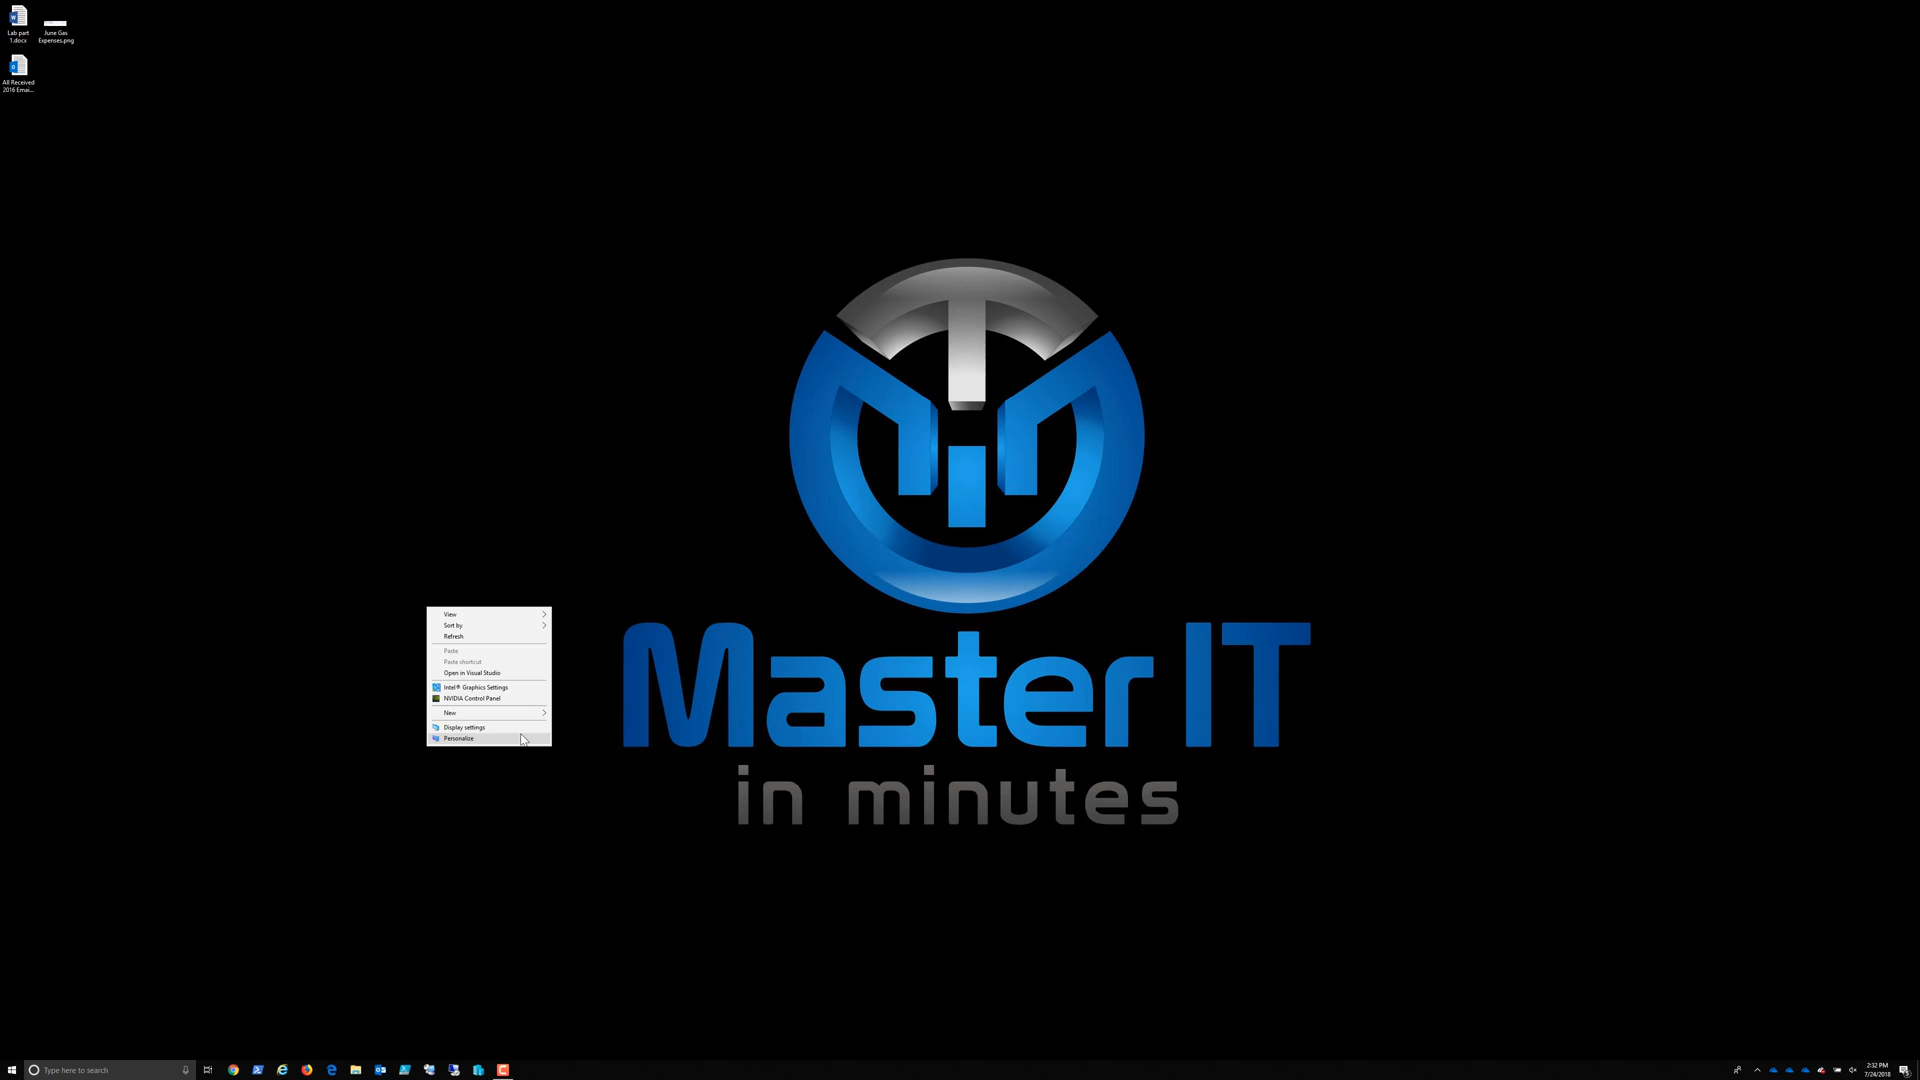 Lab part
1.docx
June Gas
Expenses.png
All Received
2016 Emai...
View
Sort by
Refresh
Paste
Paste shortcut
Open in Visual Studio
Intel® Graphics Settings
NVIDIA Control Panel
New
Display settings
Personalize
MasterIT
in minutes
Type here to search
2:32 PM
7/24/2018